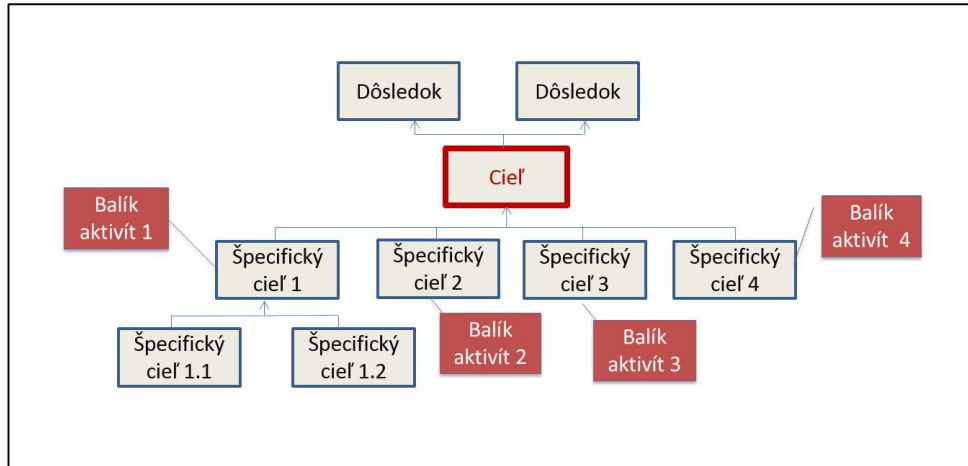 Dôsledok
Dôsledok
Cieľ
Balík
aktivít 1
Balík
aktivít 4
Špecifický
cieľ 1
Špecifický
cieľ 2
Špecifický
cieľ 3
Špecifický
cieľ 4
Špecifický
cieľ 1.1
Špecifický
cieľ 1.2
Balík
aktivít 2
Balík
aktivít 3